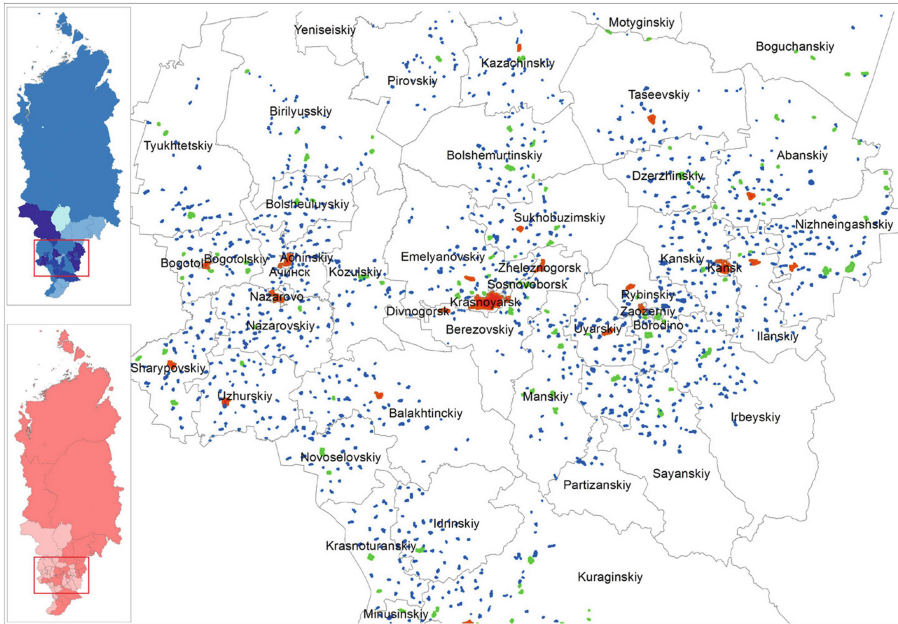 Motyginskiy
Yeniseiskiy
Boguchanskiy
Kazachinskiy
Pirovskiy
Taseevskiy
Birilyusskiy
Tyukhtetskiy
Bolshemurtinskiy
Abanskiy
Dzerzhinskiy
Bolsheuluyskiy
Sukhobuzimskiy
Nizhneingashskiy
Achinskiy
Emelyanovskiy
Kanskiy
Bogotol
Bogotolskiy
Ачинск
Kozulskiy
Zheleznogorsk
Kansk
Sosnovoborsk
Nazarovo
Krasnoyarsk
Rybinskiy
Divnogorsk
Zaozerniy
Nazarovskiy
Berezovskiy
Uyarskiy
Borodino
Ilanskiy
Sharypovskiy
Uzhurskiy
Manskiy
Balakhtinckiy
Irbeyskiy
Novoselovskiy
Sayanskiy
Partizanskiy
Idrinskiy
Krasnoturanskiy
Kuraginskiy
Minusinskiy